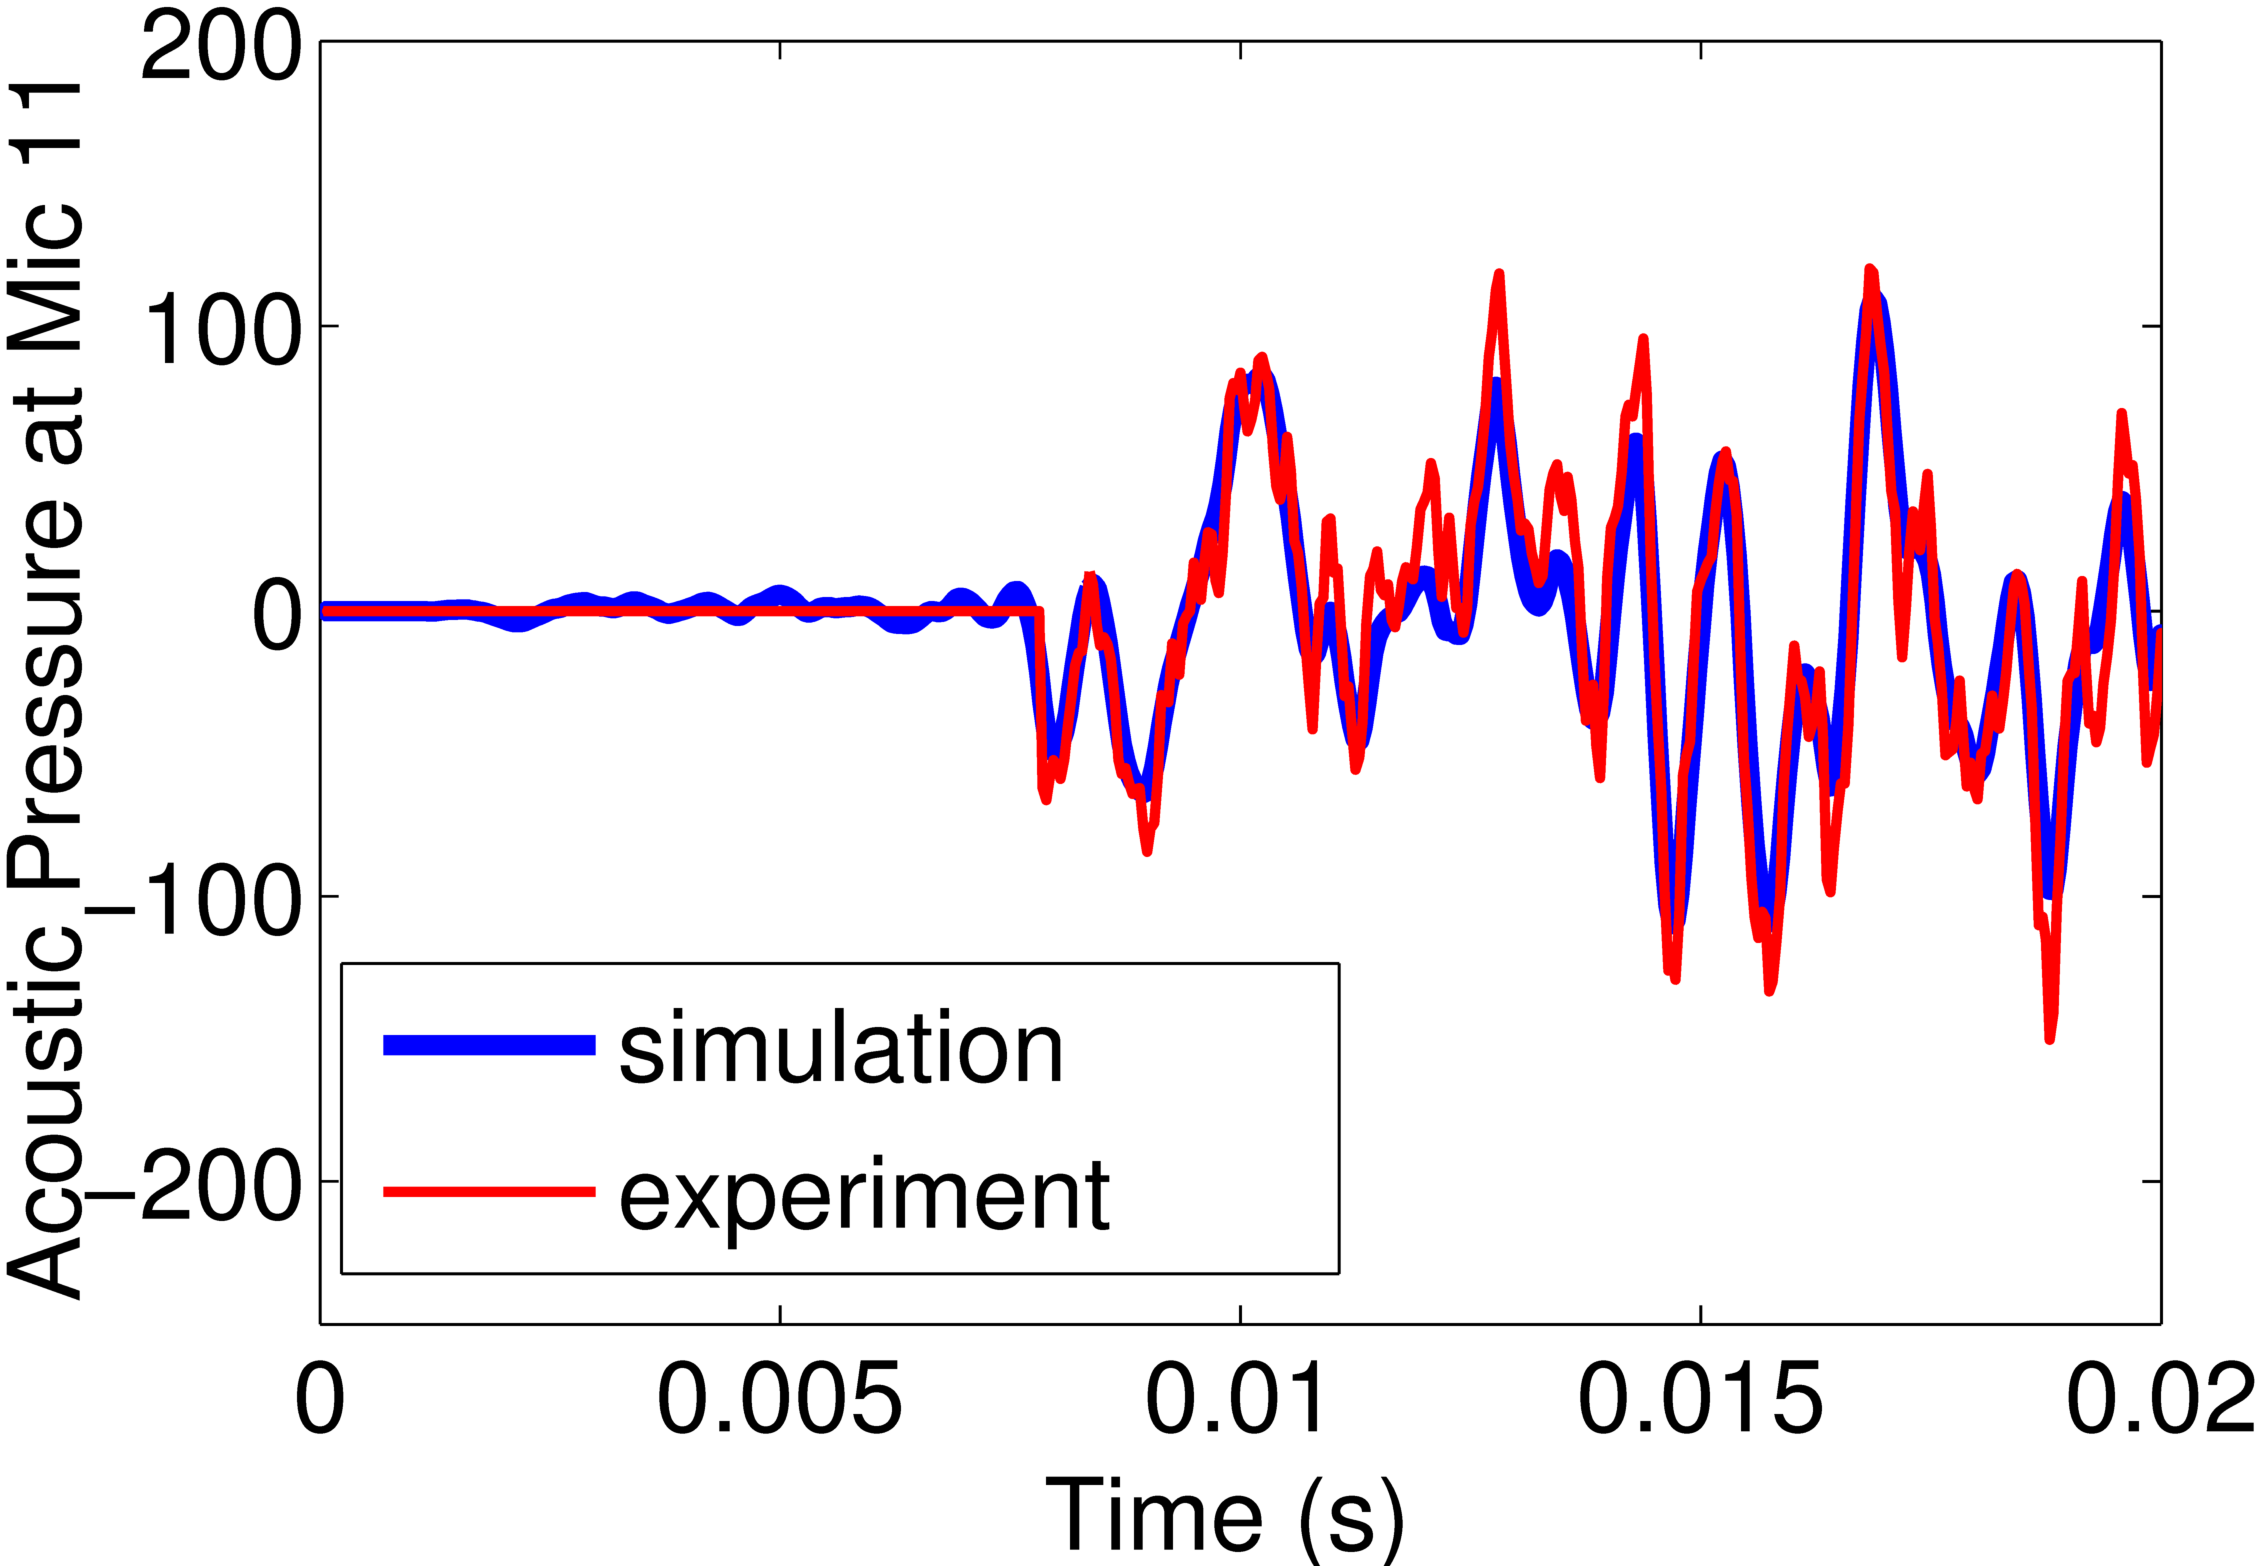 Acoustic Pressure at Mic 11
200
100
0
−100
−200
simulation
experiment
0 0.005 0.01 0.015 0.02
Time (s)